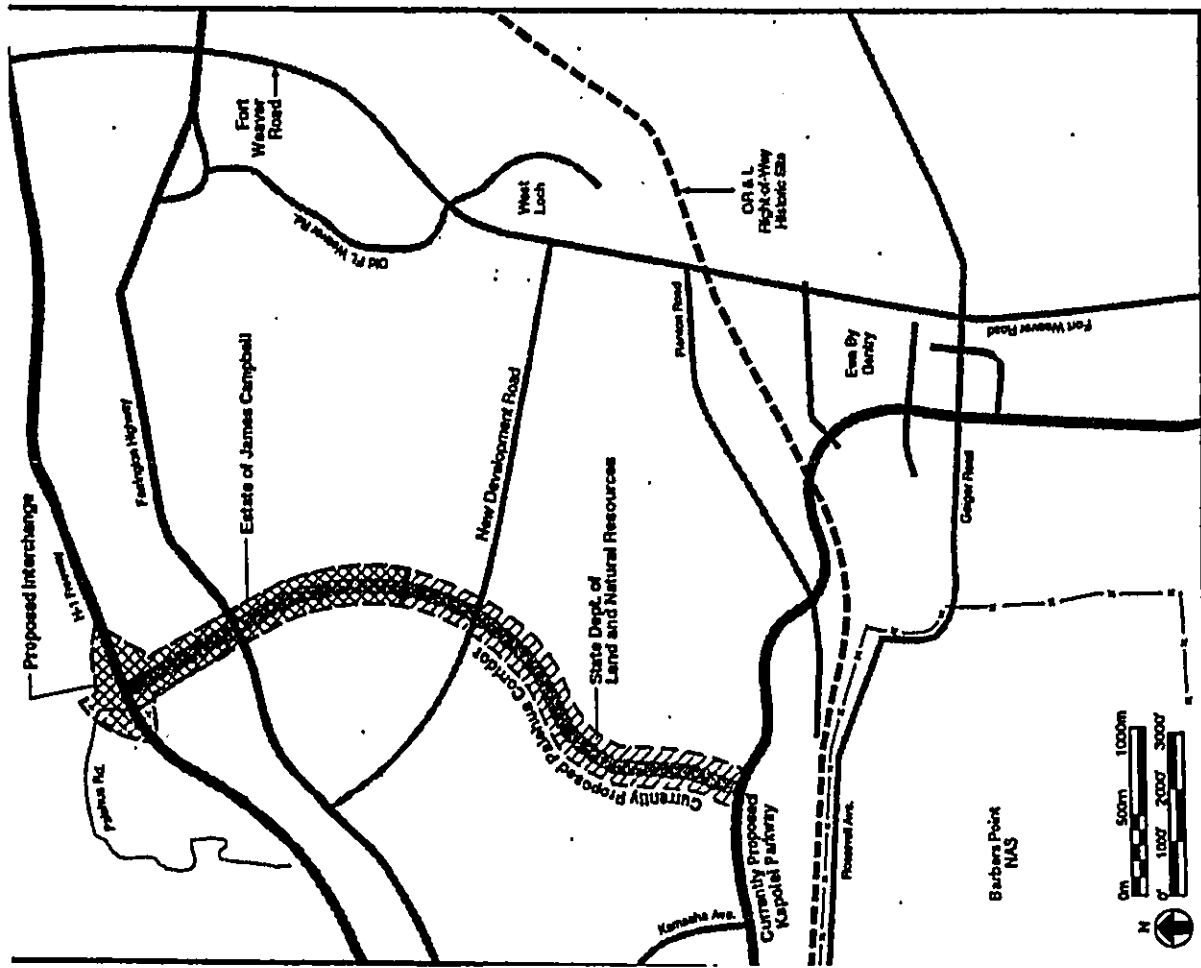 Proposed Interchange
H-1 Freeway
Palehua Rd.
Farrington Highway
Fort
Weaver
Road
Old Ft. Weaver Rd.
West
Loch
Estate of James Campbell
New Development Road
OR & L
Right-of-Way
Historic Site
Renton Road
State Dept. of
Land and Natural Resources
Currently Proposed Palehua Corridor
Ewa By
Gentry
Fort Weaver Road
Geiger Road
Currently Proposed
Kapolei Parkway
Kamaaha Ave.
Roosevelt Ave.
Barbers Point
NAS
N
0m 500m 1000m
0' 1000' 2000' 3000'